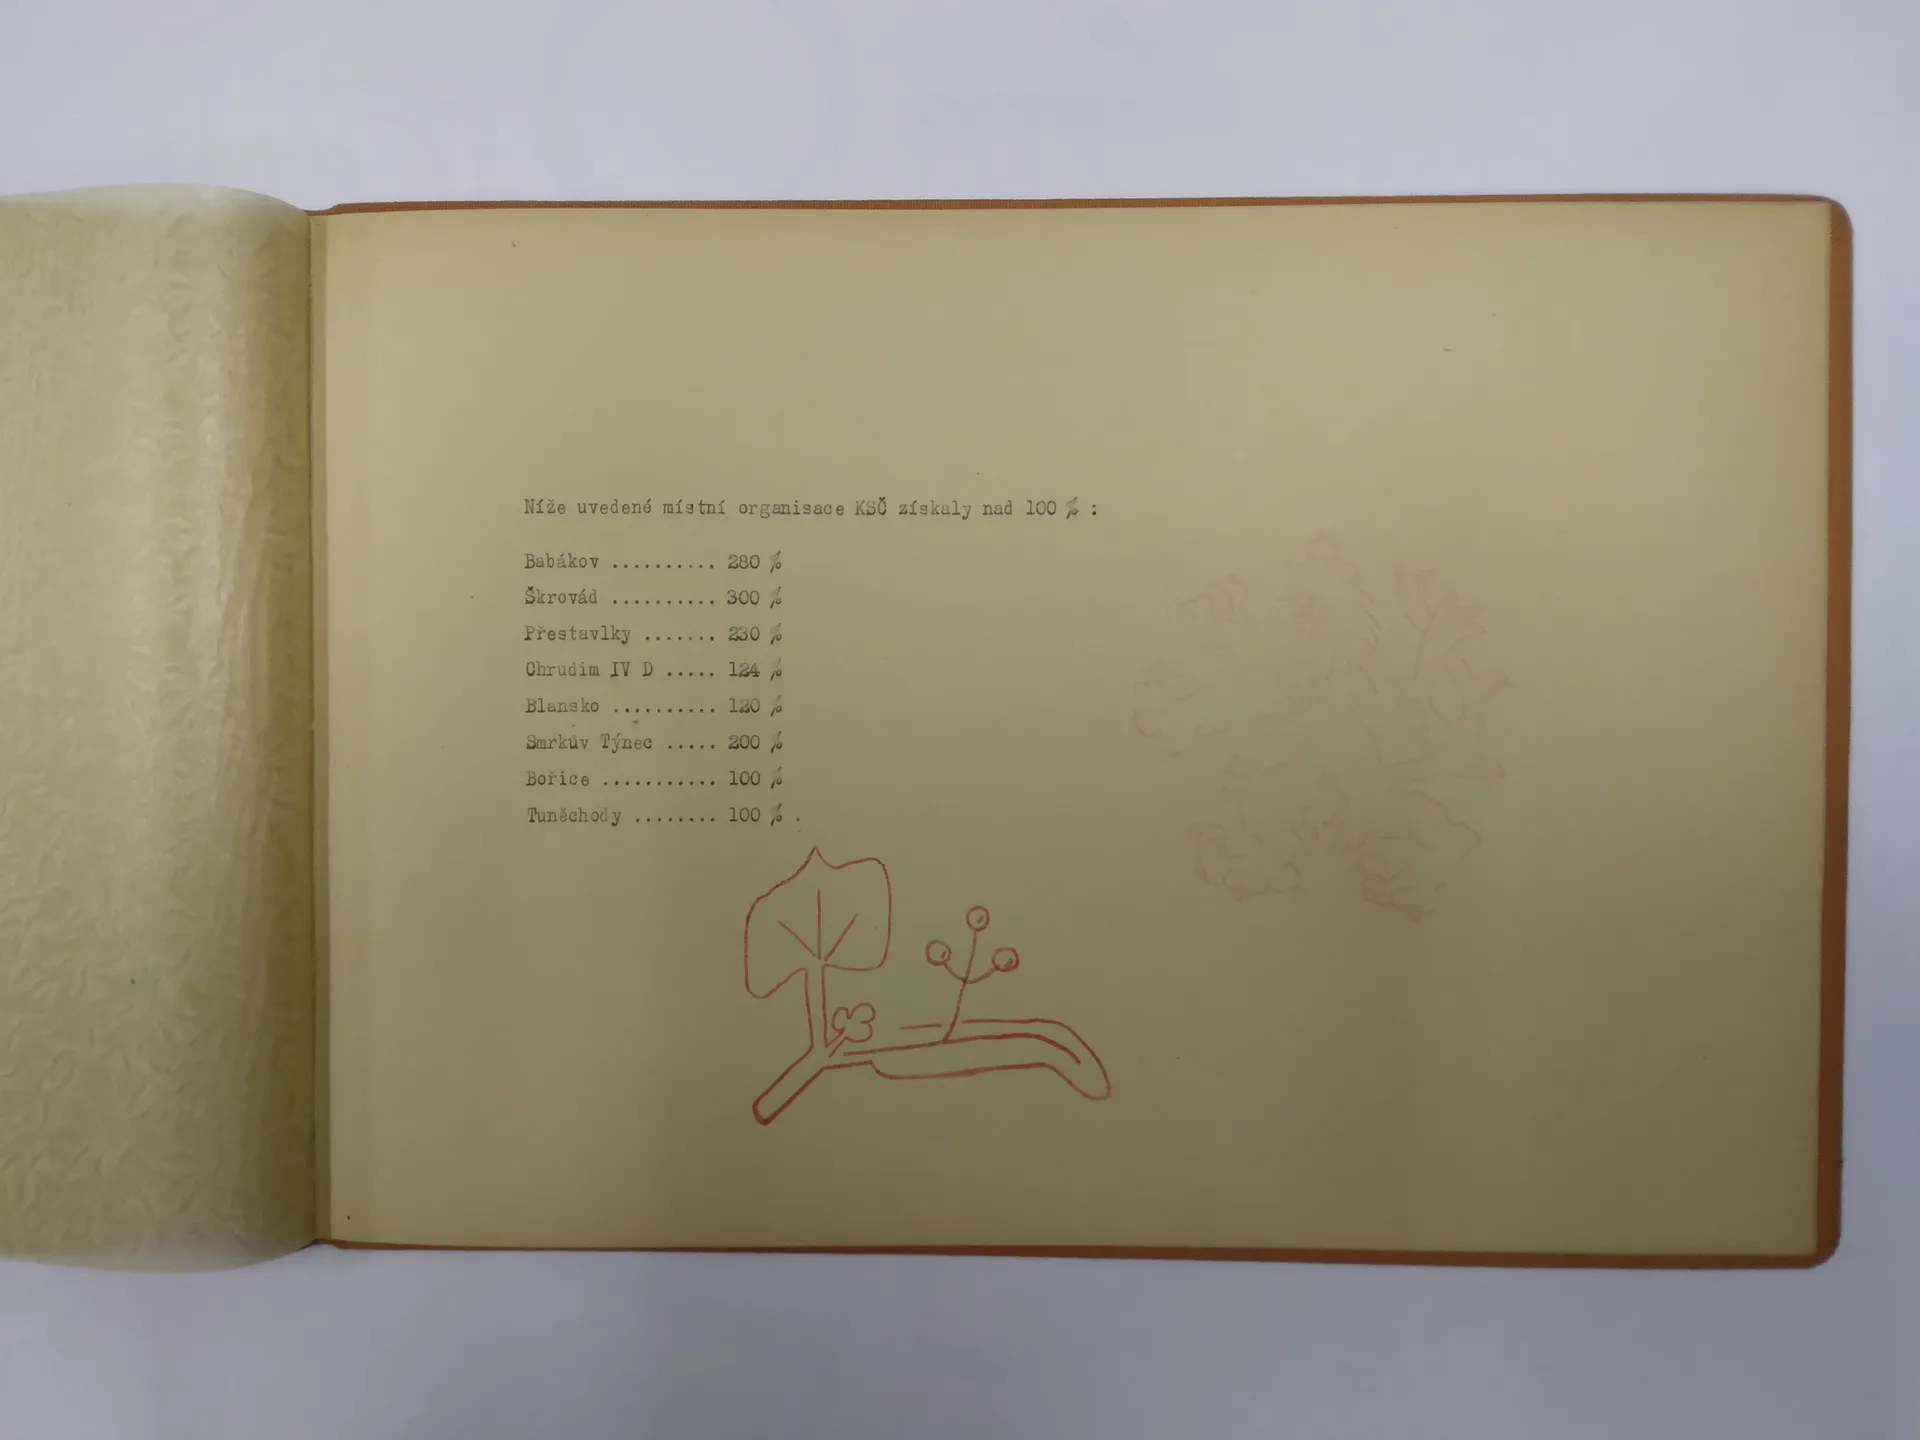 Níže uvedené místní organisace KSČ získaly nad 100 % :
Babákov .......... 280 %
Škrovád .......... 300 %
Přestavlky ....... 230 %
Chrudim IV D ..... 124 %
Blansko .......... 120 %
Smrkův Týnec ..... 200 %
Bořice ........... 100 %
Tuněchody ........ 100 % .